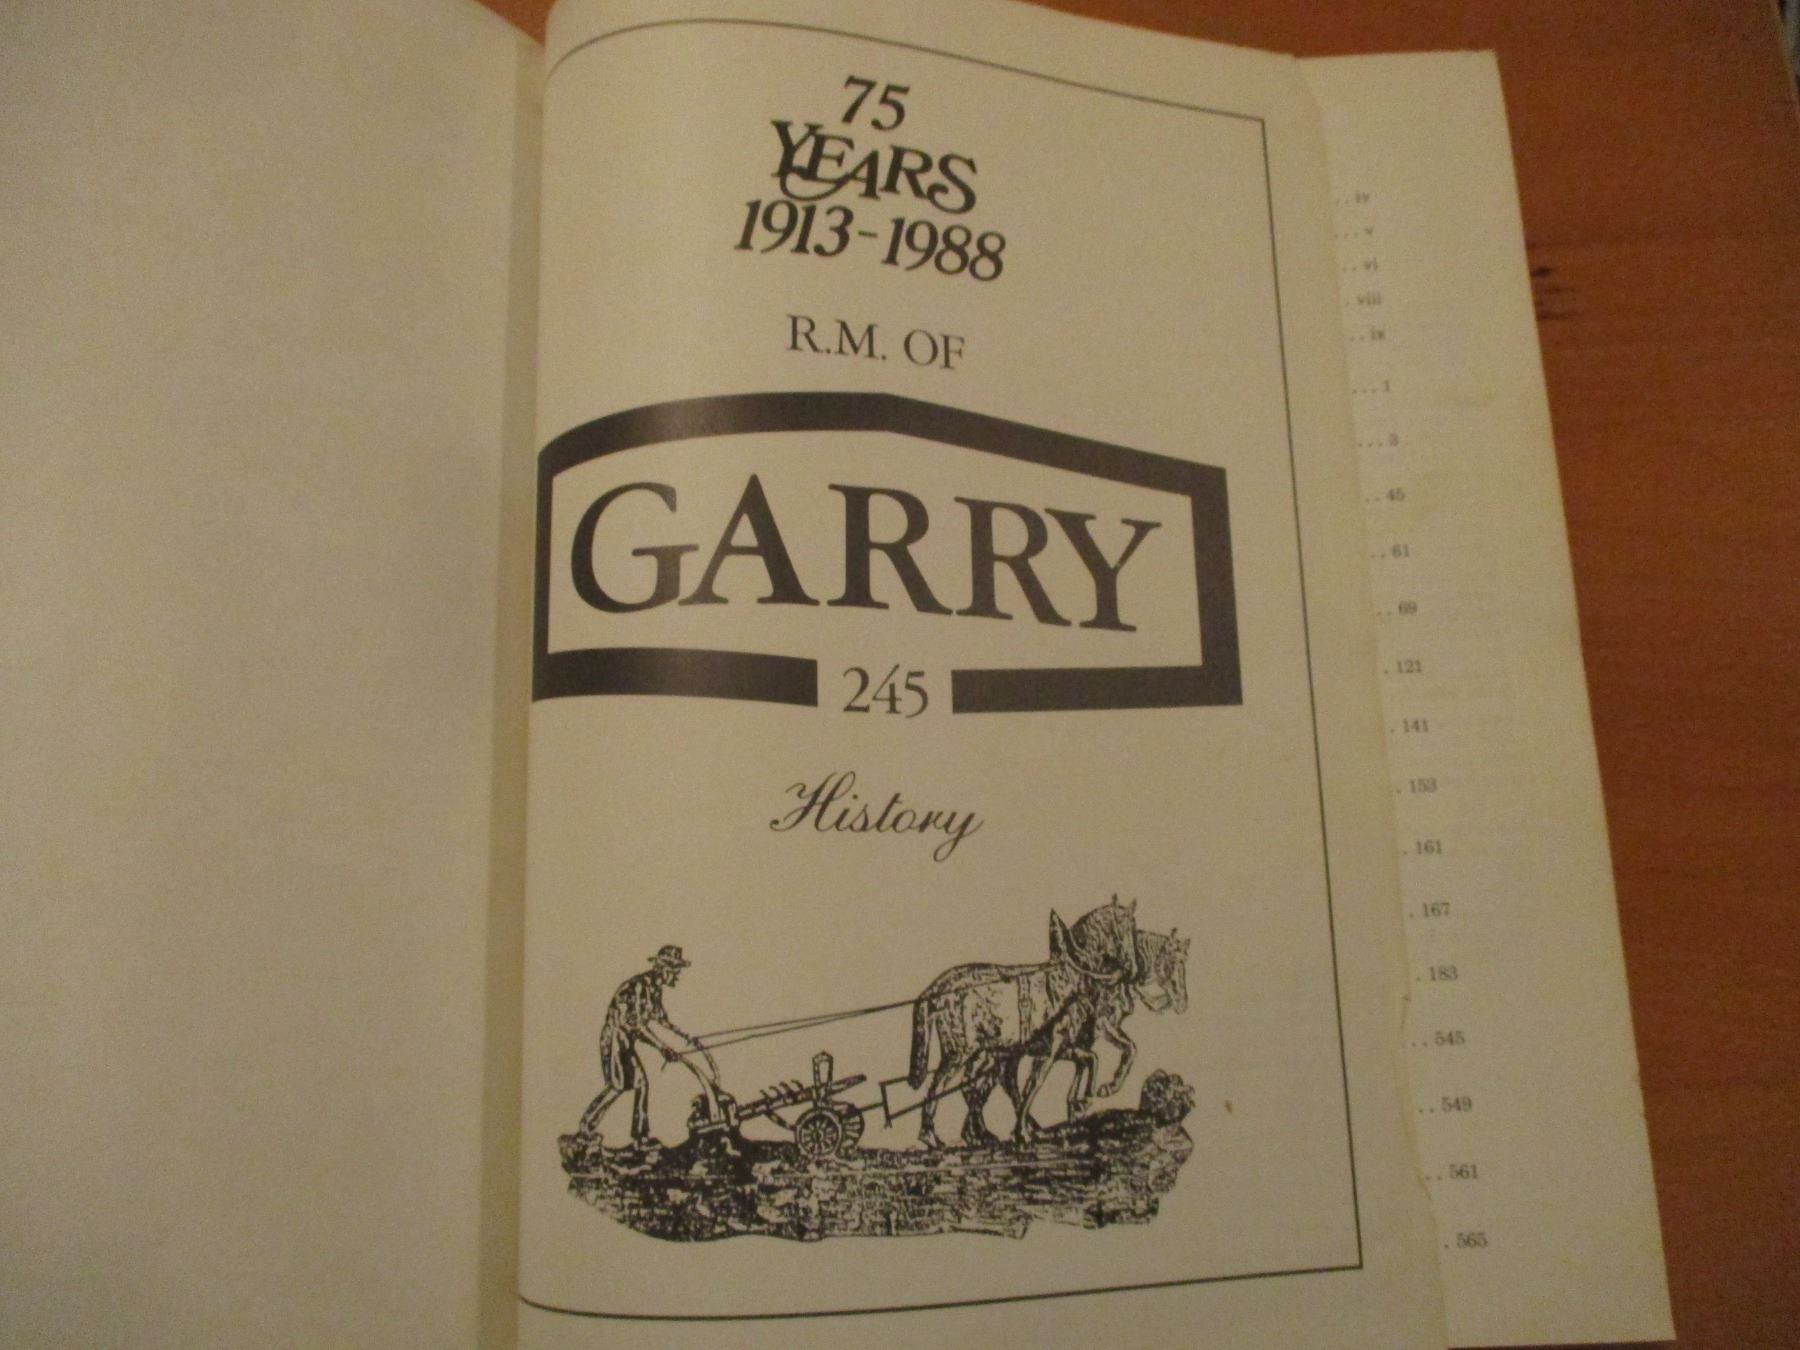 75
YEARS
1913-1988
R.M. OF
GARRY
245
History
. . iv
. . . v
. . vi
. viii
. . ix
. . . 1
. . . 3
. . 45
. . 61
. . 69
. 121
. 141
. 153
. 161
. 167
. 183
. . 545
. . 549
. . 561
. 565